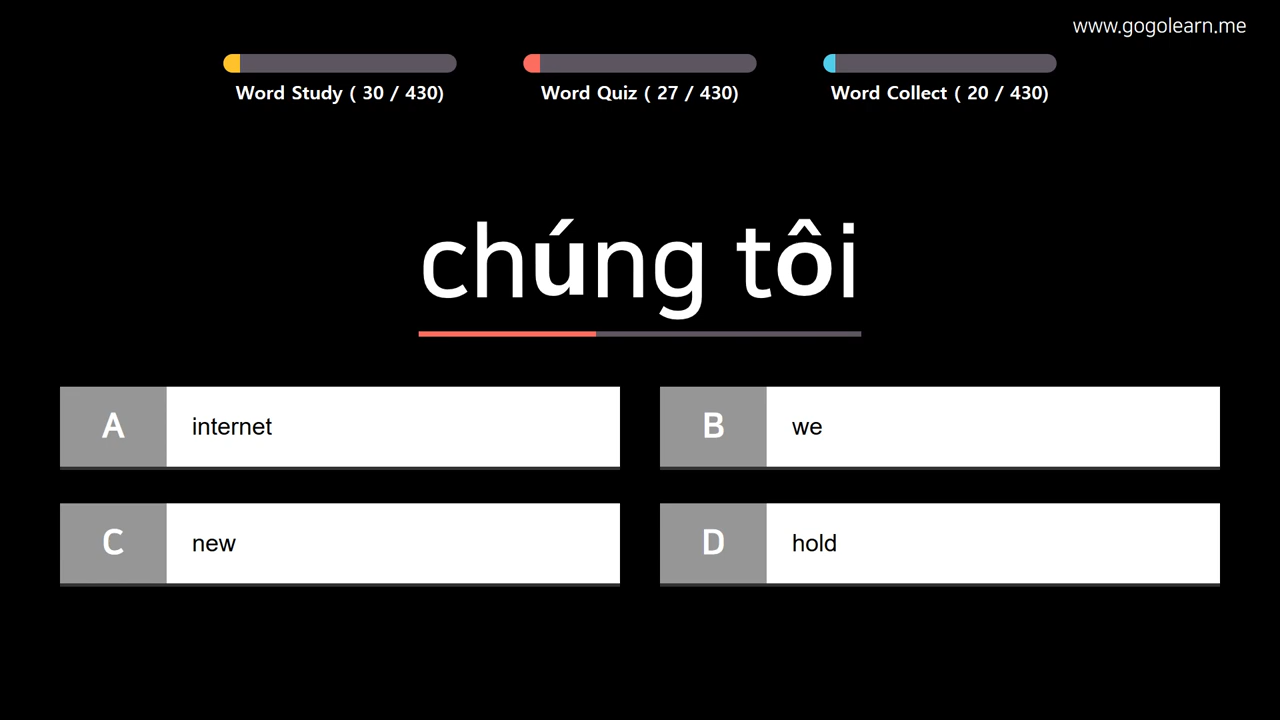 www.gogolearn.me
Word Study ( 30 / 430)
Word Quiz ( 27 / 430)
Word Collect ( 20 / 430)
chúng tôi
A internet
B we
C new
D hold